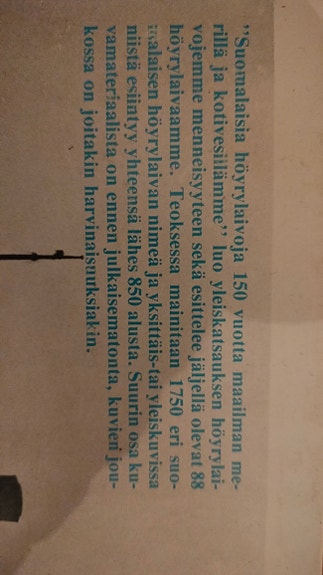 ”Suomalaisia höyrylaivoja 150 vuotta maailman me-
rillä ja kotivesillämme” luo yleiskatsauksen höyrylai-
vojemme menneisyyteen sekä esittelee jäljellä olevat 88
höyrylaivaamme. Teoksessa mainitaan 1750 eri suo-
malaisen höyrylaivan nimeä ja yksittäis-tai yleiskuvissa
niistä esiintyy yhteensä lähes 850 alusta. Suurin osa ku-
vamateriaalista on ennen julkaisematonta, kuvien jou-
kossa on joitakin harvinaisuuksiakin.